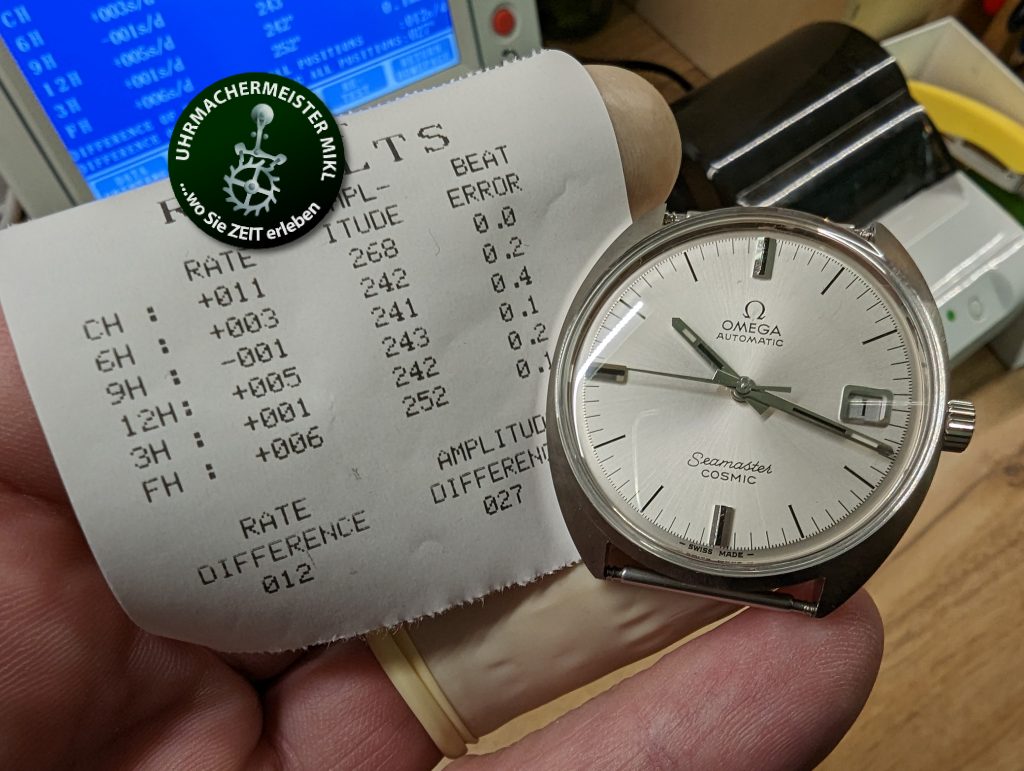 CH
6H +003s/d
9H -001s/d
12H +005s/d 243°
3H +001s/d 242°
FH +006s/d 252°
ALL POSITIONS
UHRMACHERMEISTER MIKL
...wo Sie ZEIT erleben
RATE ITUDE BEAT ERROR
CH : +011 268 0.0
6H : +003 242 0.2
9H : -001 241 0.4
12H: +005 243 0.1
3H : +001 242 0.2
FH : +006 252
RATE
DIFFERENCE
012
027
Ω
OMEGA
AUTOMATIC
Seamaster
COSMIC
SWISS MADE